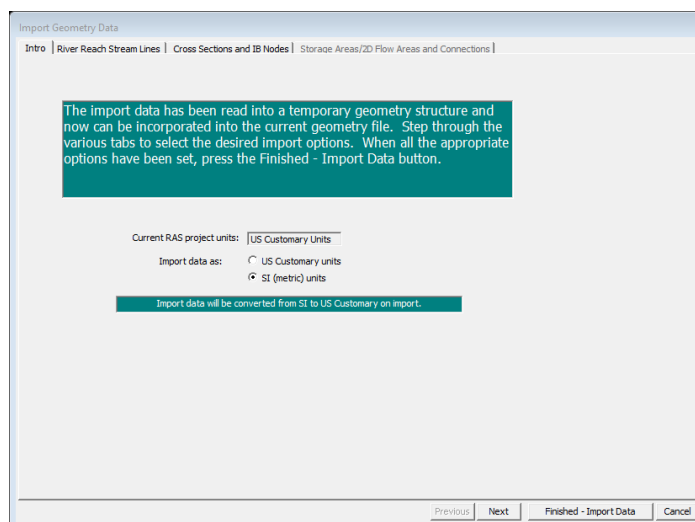 Import Geometry Data
Intro River Reach Stream Lines Cross Sections and IB Nodes Storage Areas/2D Flow Areas and Connections
The import data has been read into a temporary geometry structure and
now can be incorporated into the current geometry file. Step through the
various tabs to select the desired import options. When all the appropriate
options have been set, press the Finished - Import Data button.
Current RAS project units: US Customary Units
Import data as: US Customary units
SI (metric) units
Import data will be converted from SI to US Customary on import.
Previous Next Finished - Import Data Cancel